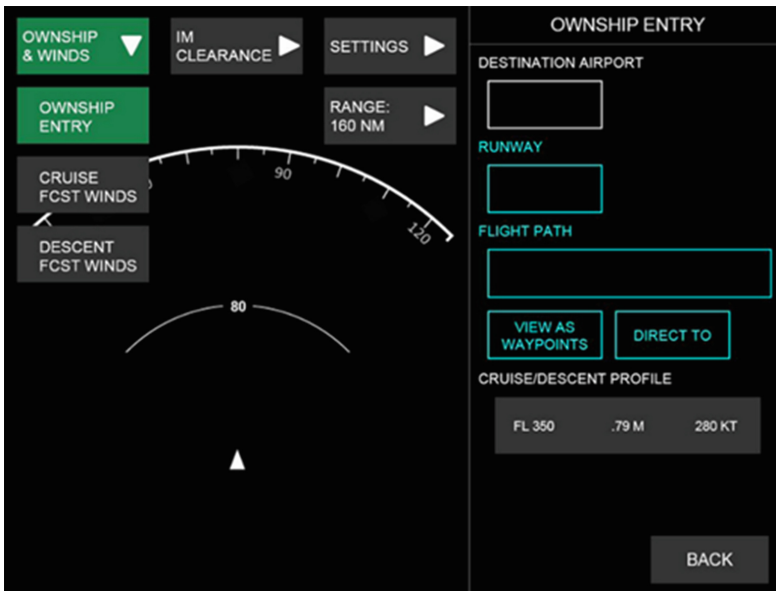 OWNSHIP
& WINDS
IM
CLEARANCE
SETTINGS
OWNSHIP
ENTRY
RANGE:
160 NM
CRUISE
FCST WINDS
DESCENT
FCST WINDS
90
120
80
OWNSHIP ENTRY
DESTINATION AIRPORT
RUNWAY
FLIGHT PATH
VIEW AS
WAYPOINTS
DIRECT TO
CRUISE/DESCENT PROFILE
FL 350 .79 M 280 KT
BACK